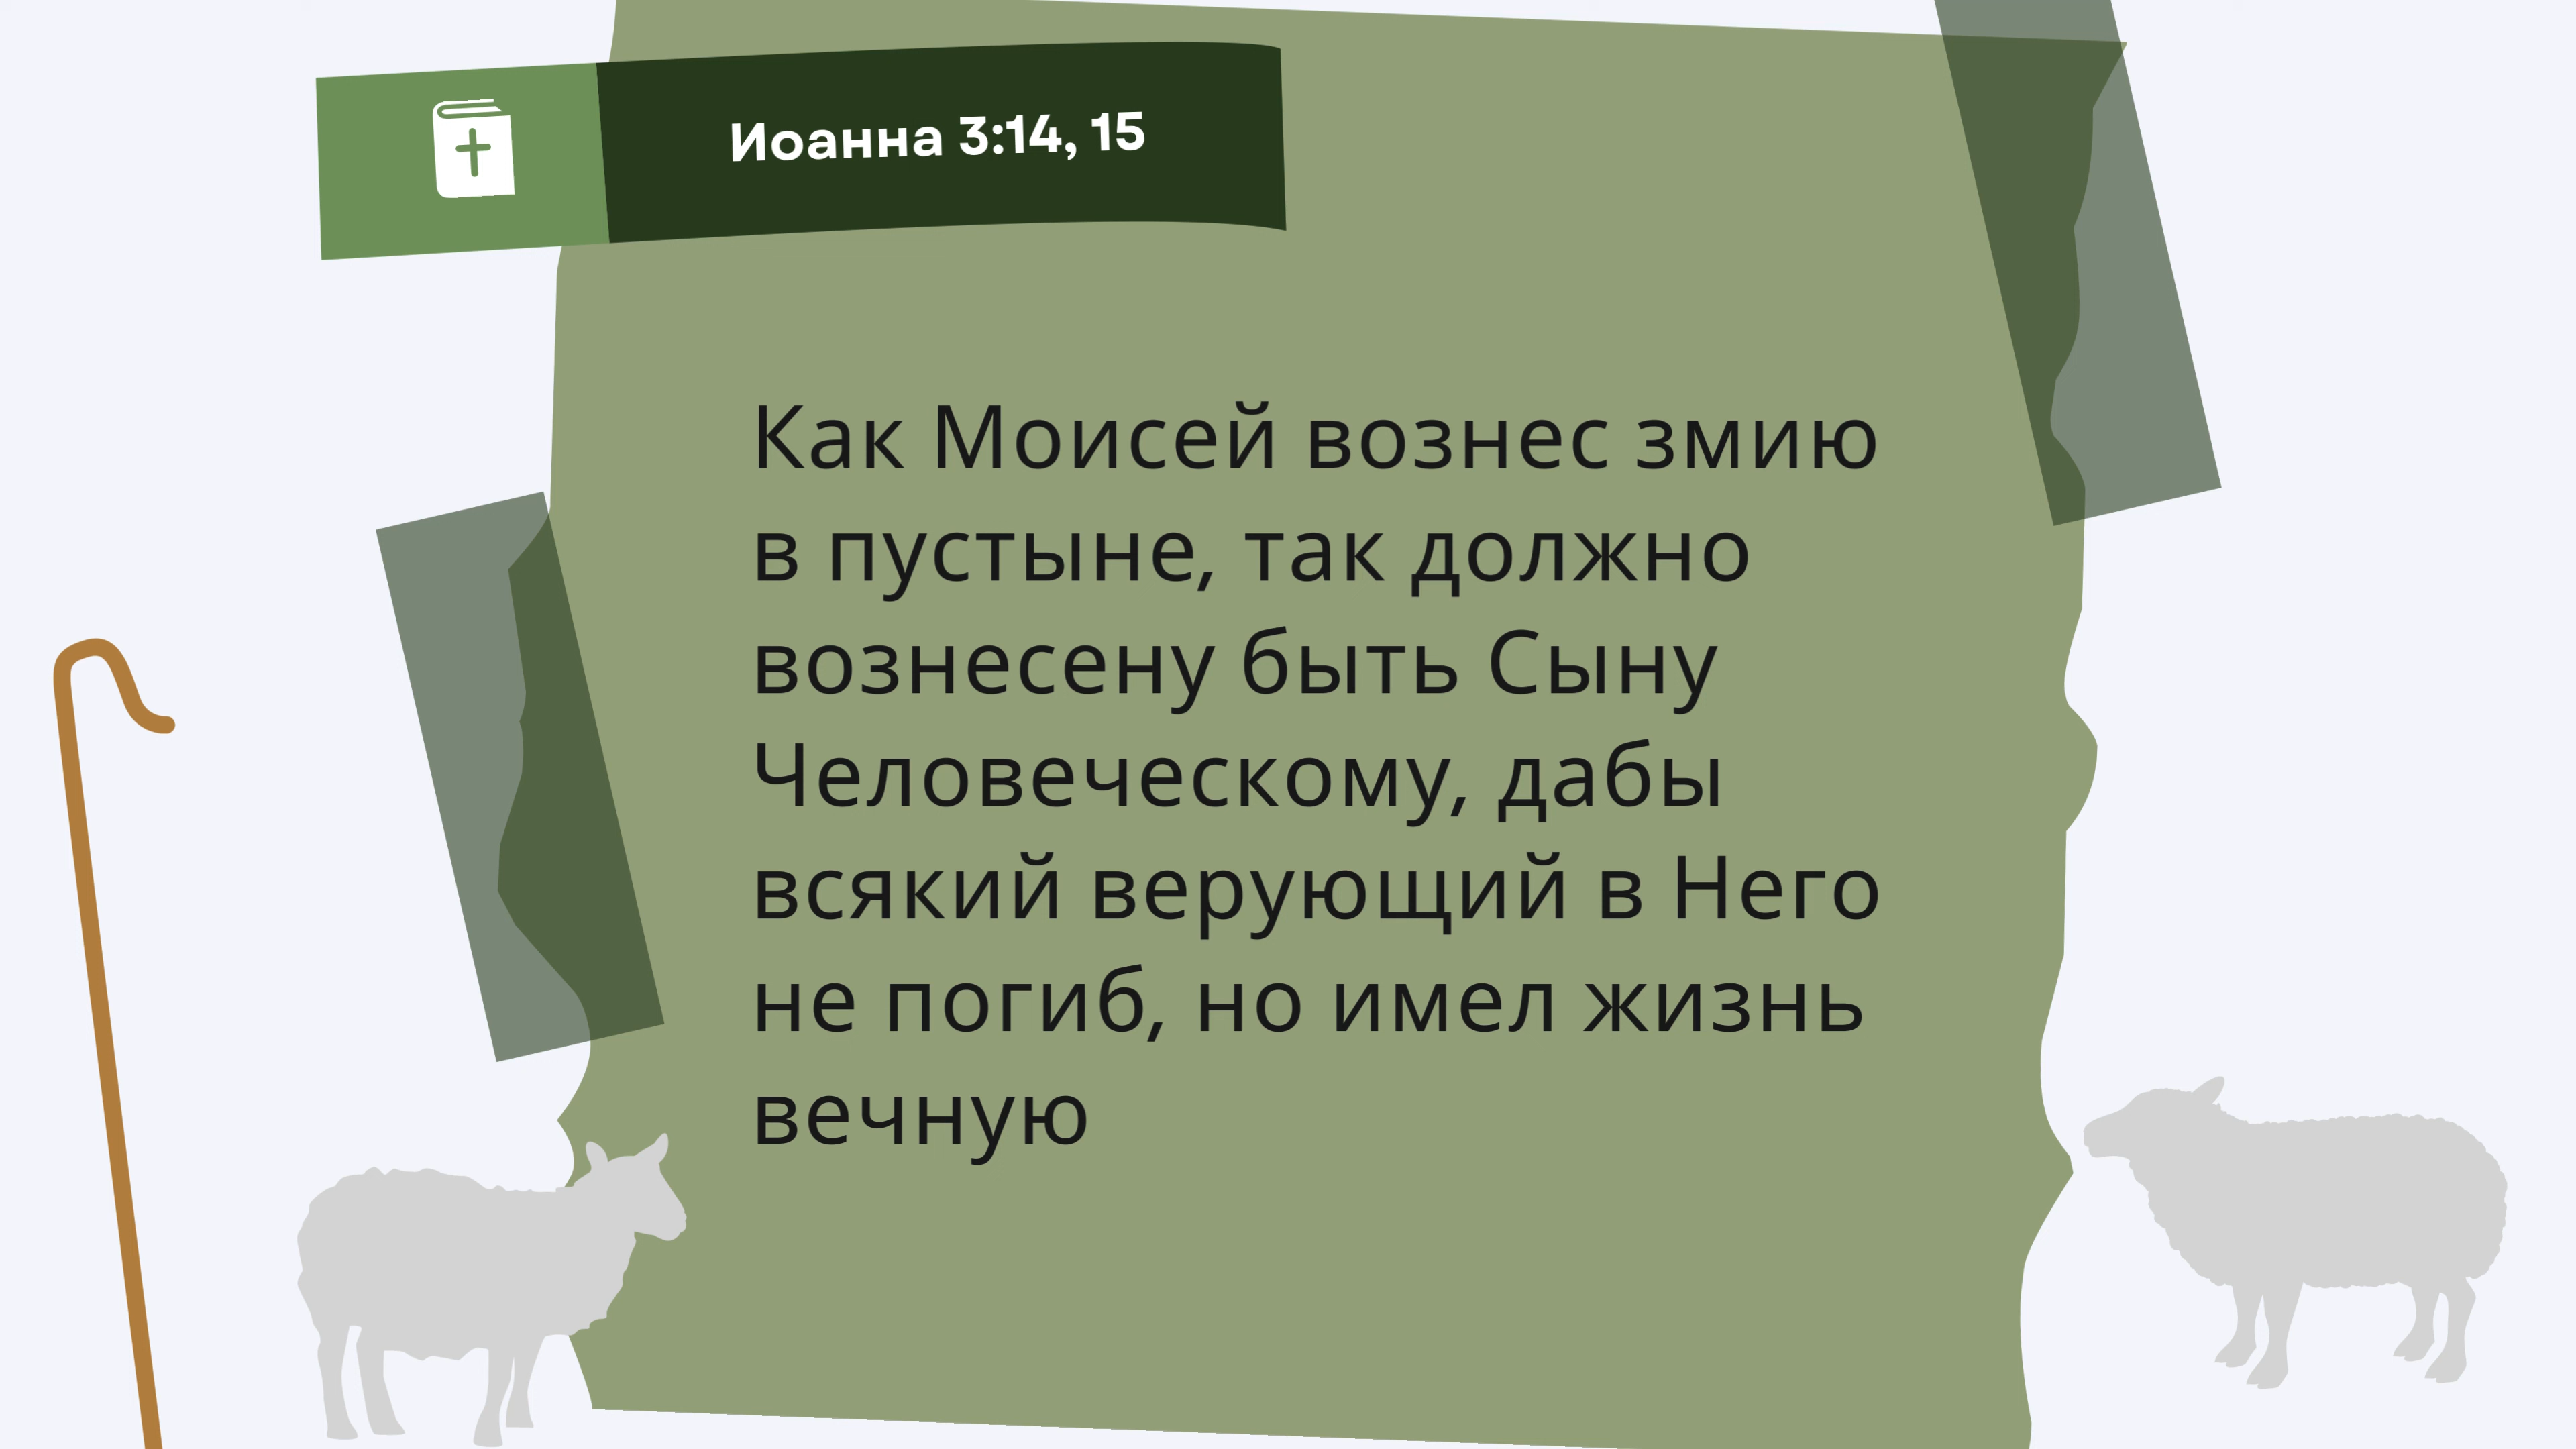 Иоанна 3:14, 15
Как Моисей вознес змию
в пустыне, так должно
вознесену быть Сыну
Человеческому, дабы
всякий верующий в Него
не погиб, но имел жизнь
вечную